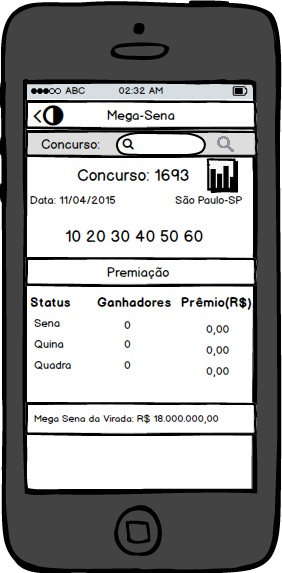 ABC 02:32 AM
< Mega-Sena
Concurso:
Concurso: 1693
Data: 11/04/2015 São Paulo-SP
10 20 30 40 50 60
Premiação
Status Ganhadores Prêmio(R$)
Sena 0 0,00
Quina 0 0,00
Quadra 0 0,00
Mega Sena da Virada: R$ 18.000.000,00